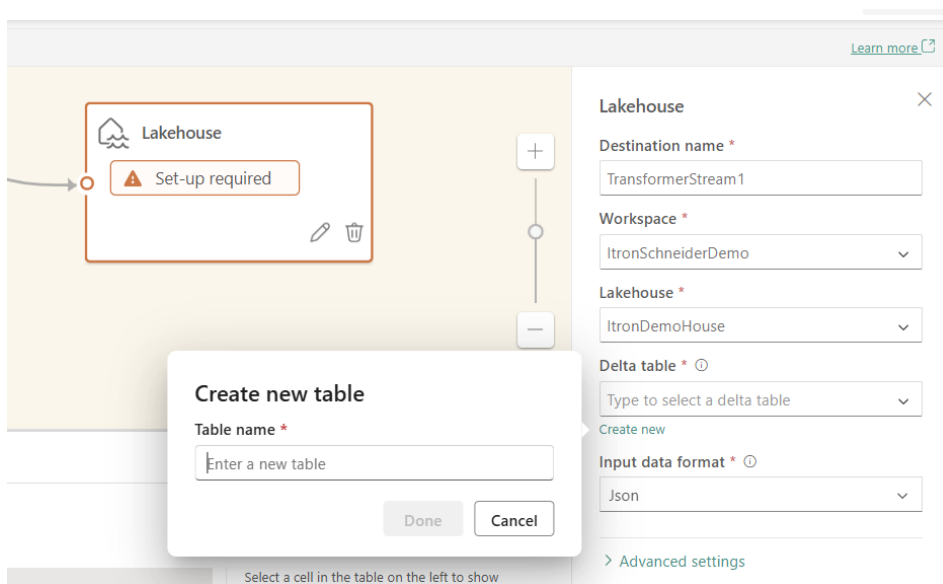 Learn more
Lakehouse
Set-up required
Lakehouse
Destination name *
TransformerStream1
Workspace *
ItronSchneiderDemo
Lakehouse *
ItronDemoHouse
Delta table *
Type to select a delta table
Create new
Input data format *
Json
Advanced settings
Create new table
Table name *
Enter a new table
Done
Cancel
Select a cell in the table on the left to show